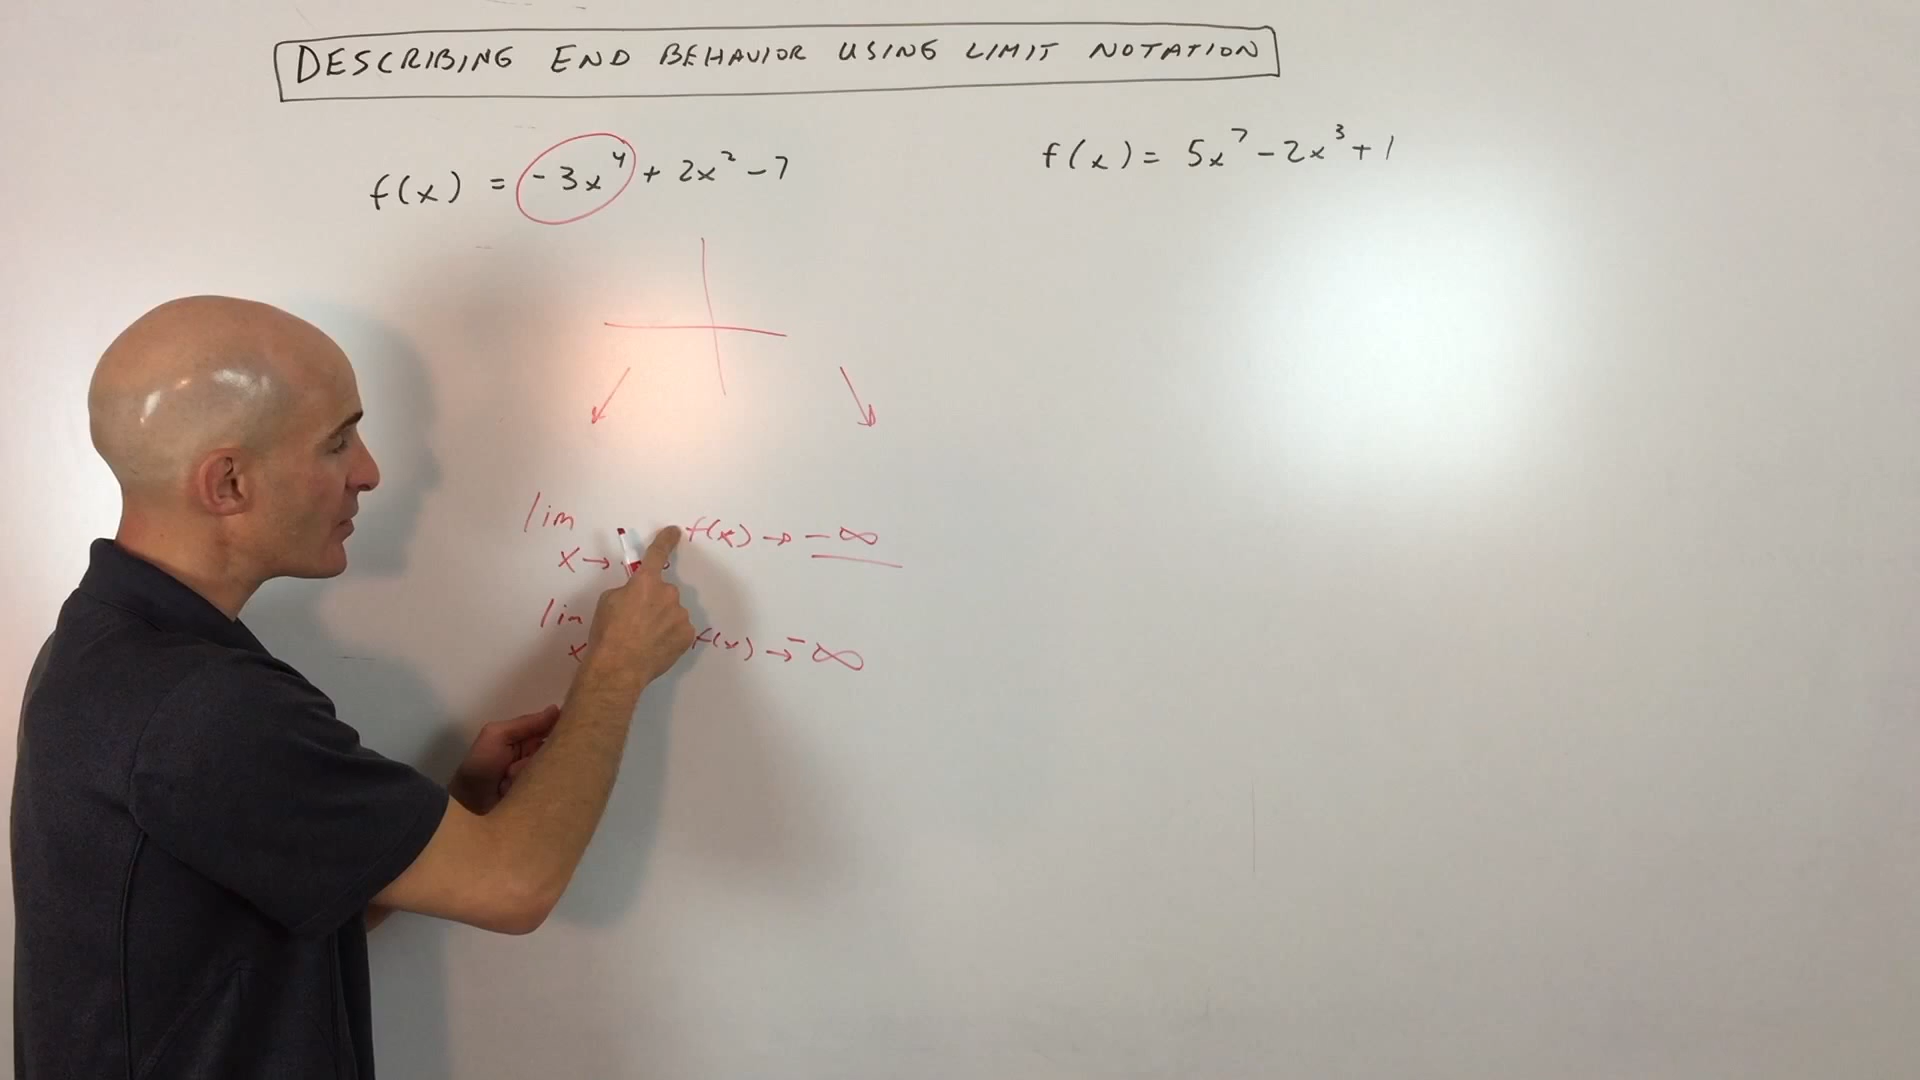 DESCRIBING END BEHAVIOR USING LIMIT NOTATION
f(x) = -3x⁴ + 2x² - 7
f(x) = 5x⁷ - 2x³ + 1
lim f(x) → -∞
x →
lim f(x) → -∞
x